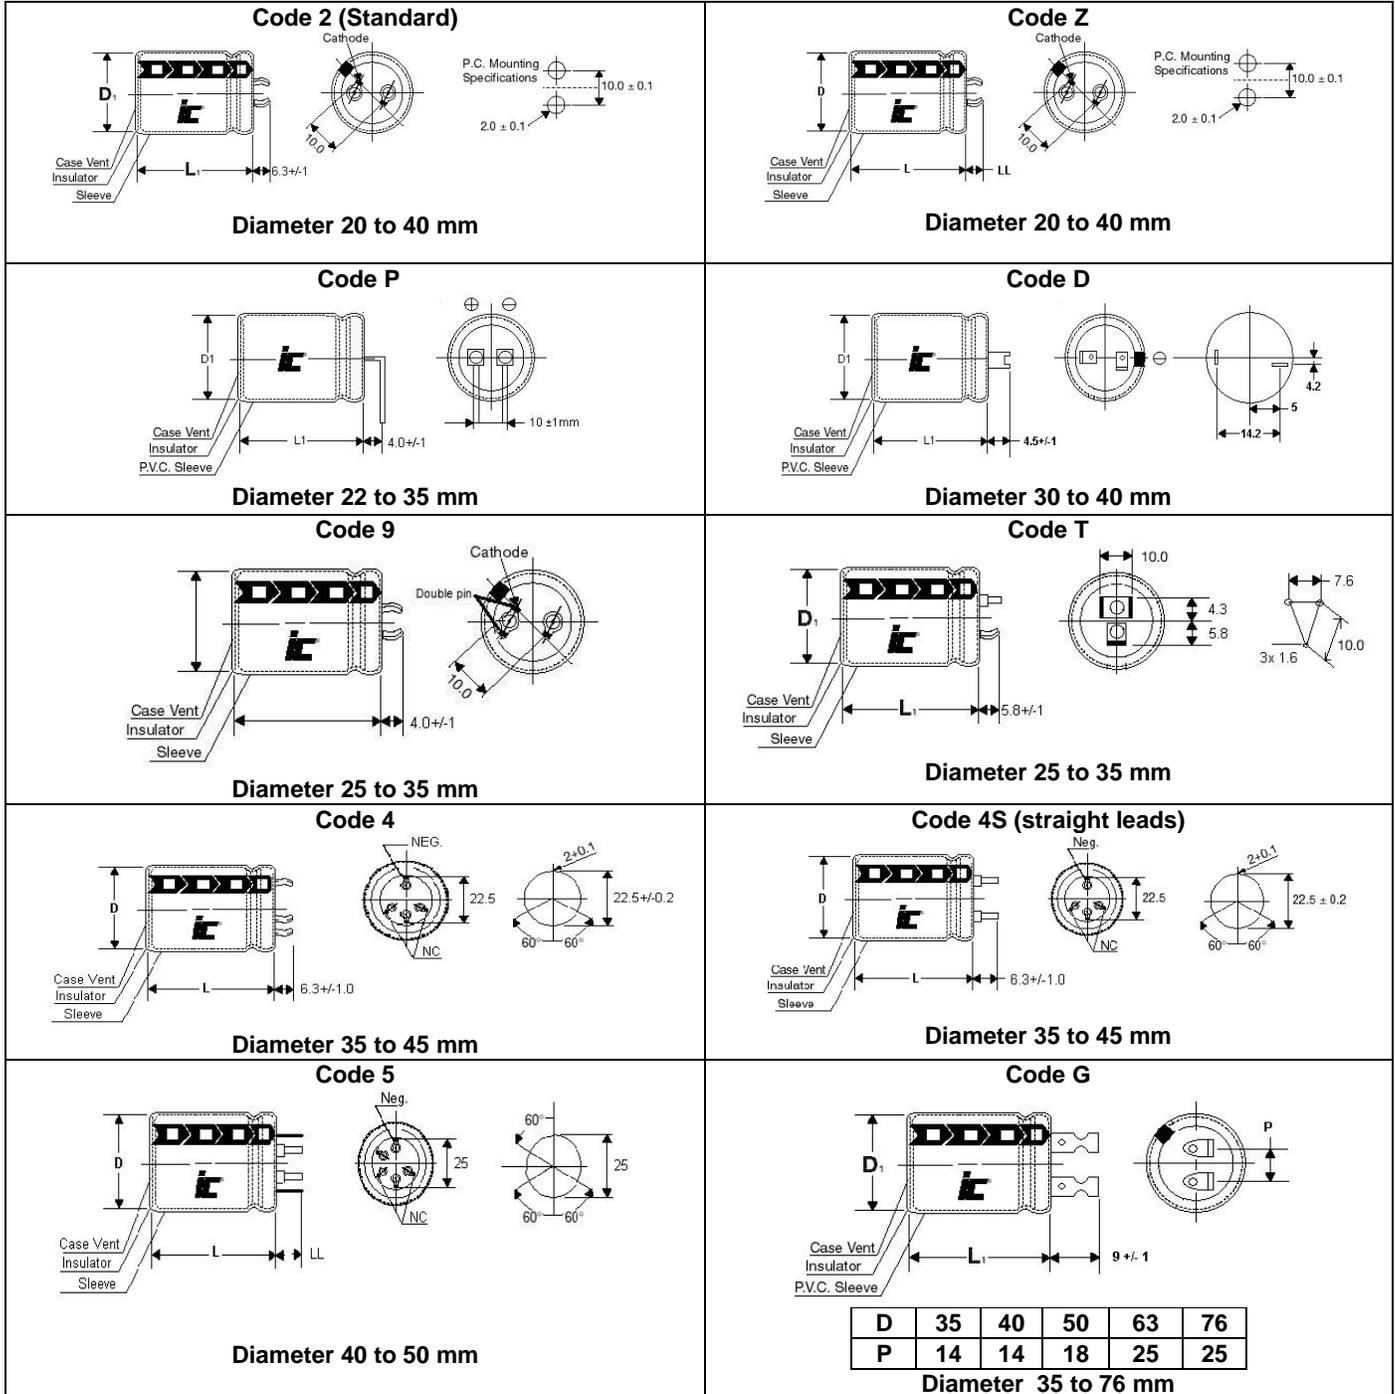 Code 2 (Standard)
Cathode
P.C. Mounting
Specifications
10.0 ± 0.1
2.0 ± 0.1
D1
ic
10.0
Case Vent
Insulator
Sleeve
L1
6.3+/-1
Diameter 20 to 40 mm
Code Z
Cathode
P.C. Mounting
Specifications
10.0 ± 0.1
2.0 ± 0.1
D
ic
10.0
Case Vent
Insulator
Sleeve
L
LL
Diameter 20 to 40 mm
Code P
D1
ic
10 ±1mm
Case Vent
Insulator
P.V.C. Sleeve
L1
4.0+/-1
Diameter 22 to 35 mm
Code D
D1
ic
4.2
5
14.2
Case Vent
Insulator
P.V.C. Sleeve
L1
4.5+/-1
Diameter 30 to 40 mm
Code 9
Cathode
Double pin
ic
10.0
Case Vent
Insulator
Sleeve
4.0+/-1
Diameter 25 to 35 mm
Code T
10.0
7.6
D1
4.3
5.8
10.0
3x 1.6
ic
Case Vent
Insulator
Sleeve
L1
5.8+/-1
Diameter 25 to 35 mm
Code 4
NEG.
2+0.1
D
22.5
22.5+/-0.2
ic
NC
60° 60°
Case Vent
Insulator
Sleeve
L
6.3+/-1.0
Diameter 35 to 45 mm
Code 4S (straight leads)
Neg.
2+0.1
D
22.5
22.5 ± 0.2
ic
NC
60° 60°
Case Vent
Insulator
Sleeve
L
6.3+/-1.0
Diameter 35 to 45 mm
Code 5
Neg.
60°
D
25
25
ic
NC
60° 60°
Case Vent
Insulator
Sleeve
L
LL
Diameter 40 to 50 mm
Code G
P
D1
ic
Case Vent
Insulator
P.V.C. Sleeve
L1
9 +/- 1
D 35 40 50 63 76
P 14 14 18 25 25
Diameter 35 to 76 mm